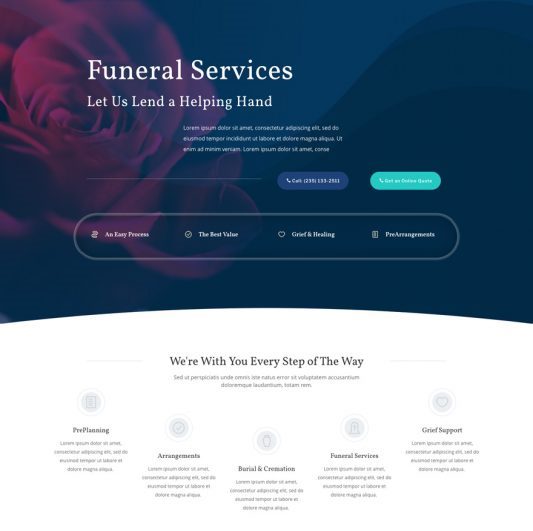 Funeral Services
Let Us Lend a Helping Hand
Lorem ipsum dolor sit amet, consectetur adipiscing elit, sed do
eiusmod tempor incididunt ut labore et dolore magna aliqua. Ut
enim ad minim veniam. Lorem ipsum sit amet, conse
Call: (235) 133-2511
Get an Online Quote
An Easy Process
The Best Value
Grief & Healing
PreArrangements
We're With You Every Step of The Way
Sed ut perspiciatis unde omnis iste natus error sit voluptatem accusantium
doloremque laudantium, totam rem.
PrePlanning
Lorem ipsum dolor sit amet,
consectetur adipiscing elit, sed do
eiusmod tempor ut labore et
dolore magna aliqua.
Arrangements
Lorem ipsum dolor sit amet,
consectetur adipiscing elit, sed do
eiusmod tempor ut labore et
dolore magna aliqua.
Burial & Cremation
Lorem ipsum dolor sit amet,
consectetur adipiscing elit, sed do
eiusmod tempor ut labore et
dolore magna aliqua.
Funeral Services
Lorem ipsum dolor sit amet,
consectetur adipiscing elit, sed do
eiusmod tempor ut labore et
dolore magna aliqua.
Grief Support
Lorem ipsum dolor sit amet,
consectetur adipiscing elit, sed do
eiusmod tempor ut labore et
dolore magna aliqua.